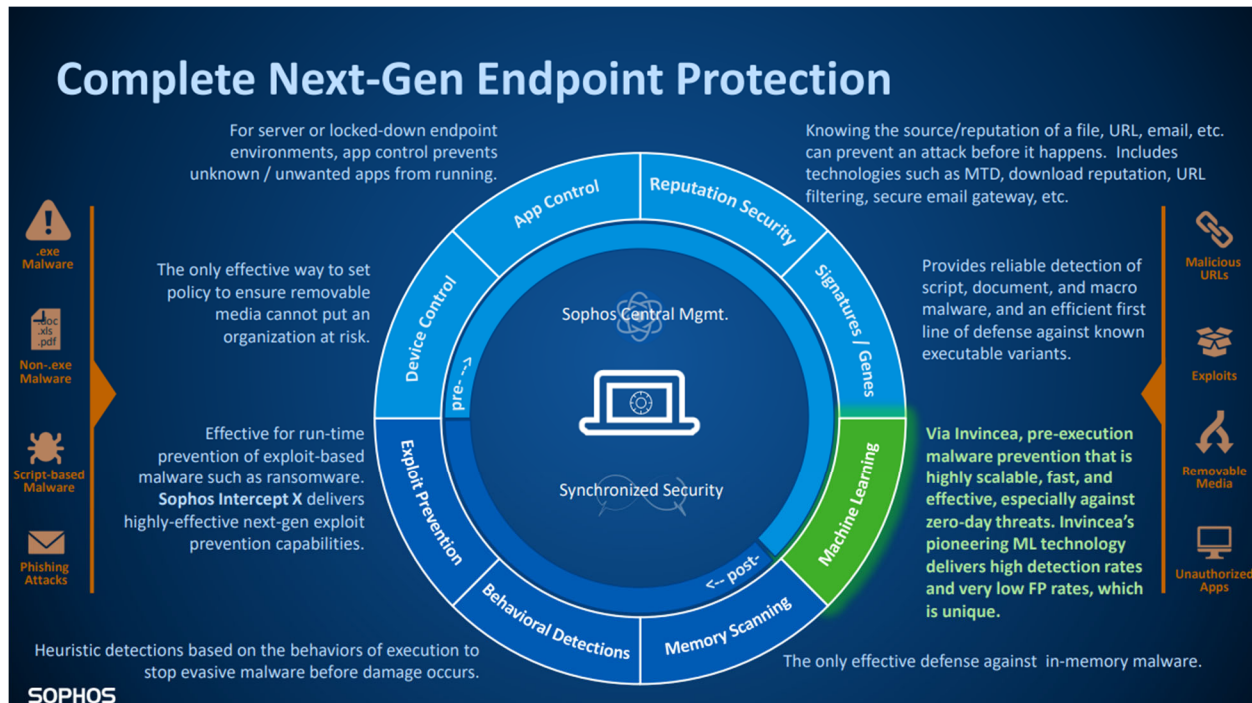 Complete Next-Gen Endpoint Protection
For server or locked-down endpoint
environments, app control prevents
unknown / unwanted apps from running.
Knowing the source/reputation of a file, URL, email, etc.
can prevent an attack before it happens. Includes
technologies such as MTD, download reputation, URL
filtering, secure email gateway, etc.
The only effective way to set
policy to ensure removable
media cannot put an
organization at risk.
Provides reliable detection of
script, document, and macro
malware, and an efficient first
line of defense against known
executable variants.
Effective for run-time
prevention of exploit-based
malware such as ransomware.
Sophos Intercept X delivers
highly-effective next-gen exploit
prevention capabilities.
Via Invincea, pre-execution
malware prevention that is
highly scalable, fast, and
effective, especially against
zero-day threats. Invincea's
pioneering ML technology
delivers high detection rates
and very low FP rates, which
is unique.
Heuristic detections based on the behaviors of execution to
stop evasive malware before damage occurs.
The only effective defense against in-memory malware.
.exe
Malware
.doc
.xls
.pdf
Non-.exe
Malware
Script-based
Malware
Phishing
Attacks
App Control
Reputation Security
Device Control
Signatures / Genes
Exploit Prevention
Machine Learning
Behavioral Detections
Memory Scanning
pre- -->
<-- post-
Sophos Central Mgmt.
Synchronized Security
Malicious
URLs
Exploits
Removable
Media
Unauthorized
Apps
SOPHOS